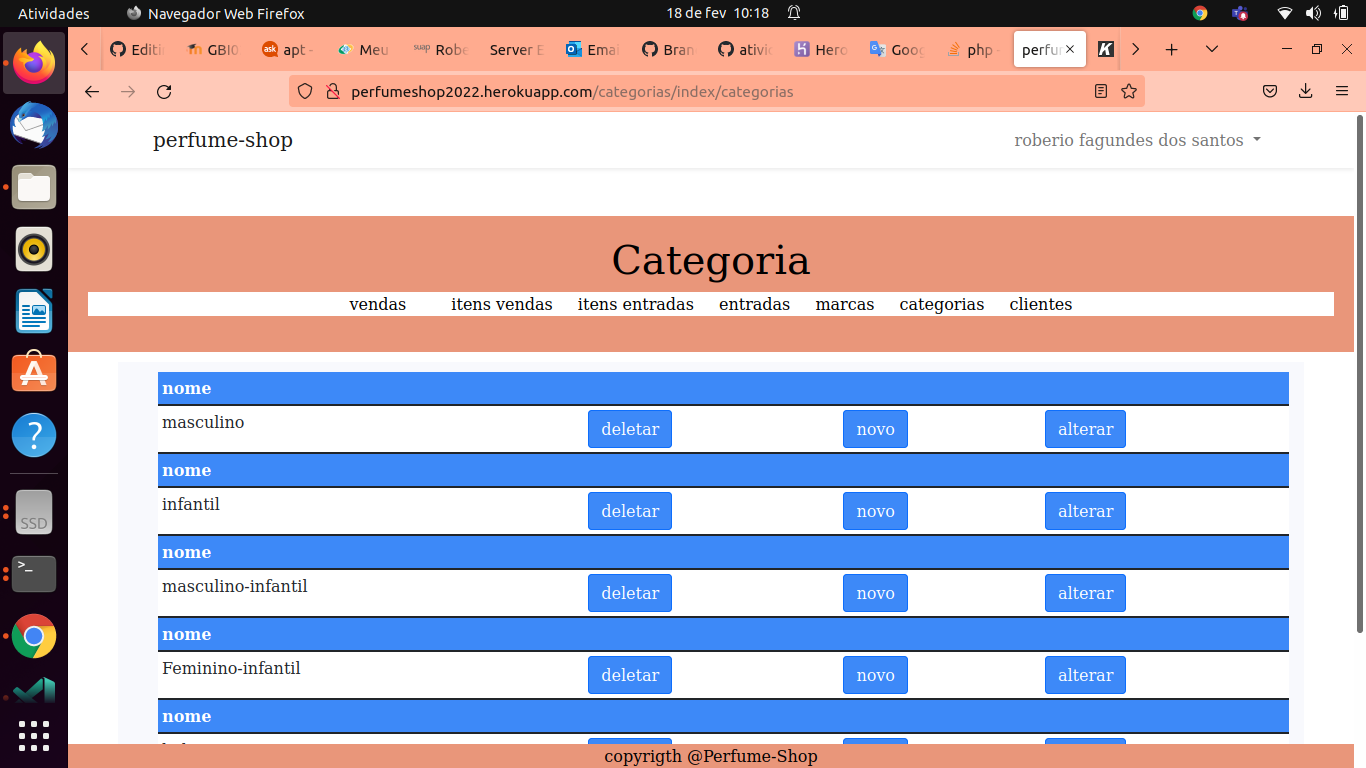 Atividades Navegador Web Firefox 18 de fev 10:18
Editi GBI0 apt - Meu suap Robe Server E Emai Bran ativid Hero Goog php - perfur
perfumeshop2022.herokuapp.com/categorias/index/categorias
perfume-shop roberio fagundes dos santos
Categoria
vendas itens vendas itens entradas entradas marcas categorias clientes
nome
masculino deletar novo alterar
nome
infantil deletar novo alterar
nome
masculino-infantil deletar novo alterar
nome
Feminino-infantil deletar novo alterar
nome
copyrigth @Perfume-Shop
SSD